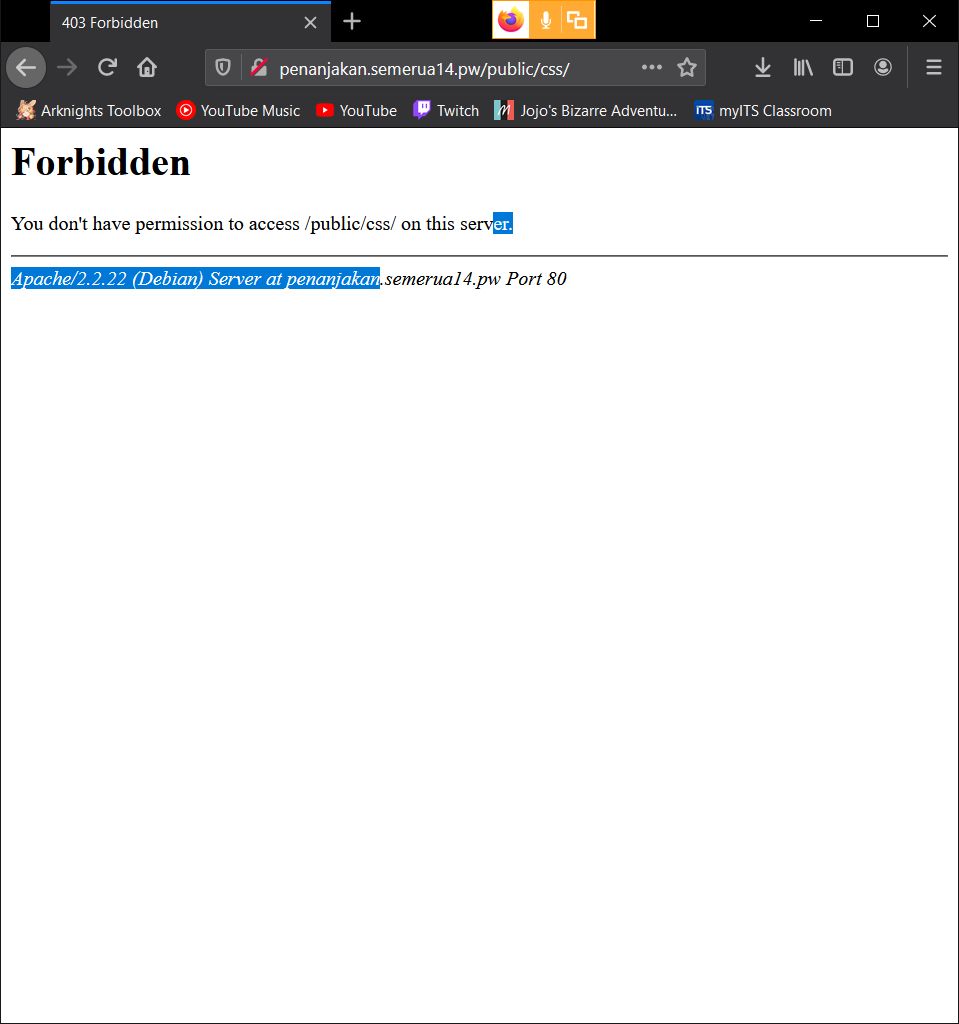 403 Forbidden
penanjakan.semerua14.pw/public/css/
Arknights Toolbox YouTube Music YouTube Twitch Jojo's Bizarre Adventu... ITS myITS Classroom
Forbidden
You don't have permission to access /public/css/ on this server.
Apache/2.2.22 (Debian) Server at penanjakan.semerua14.pw Port 80